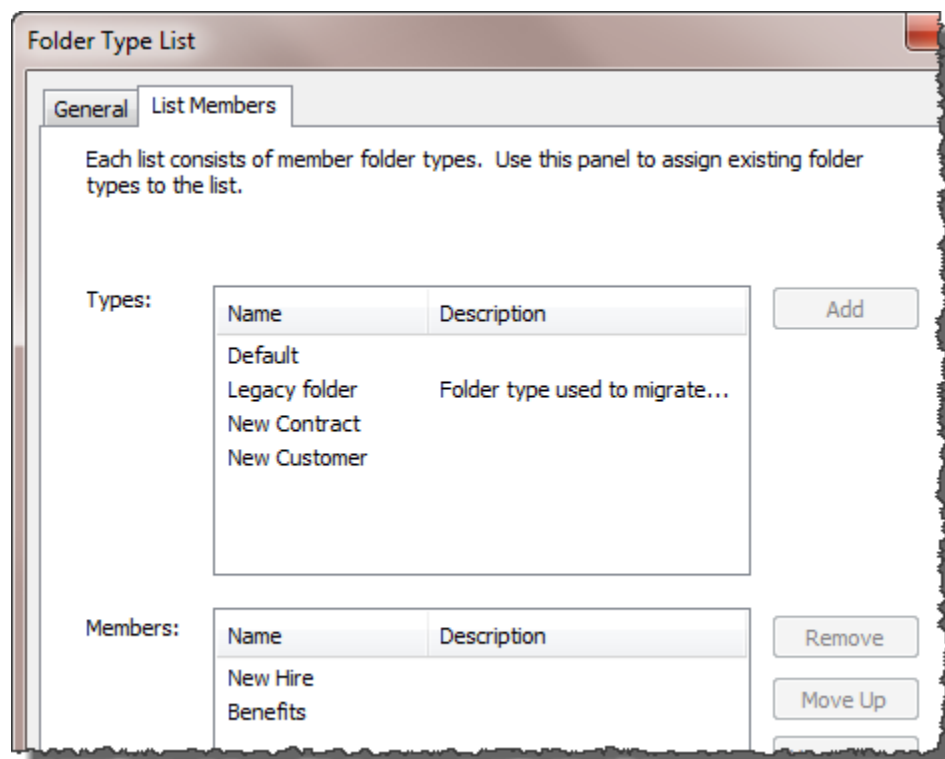 Folder Type List
General List Members
Each list consists of member folder types. Use this panel to assign existing folder
types to the list.
Types:
Name Description
Add
Default
Legacy folder Folder type used to migrate...
New Contract
New Customer
Members:
Name Description
Remove
New Hire
Benefits
Move Up